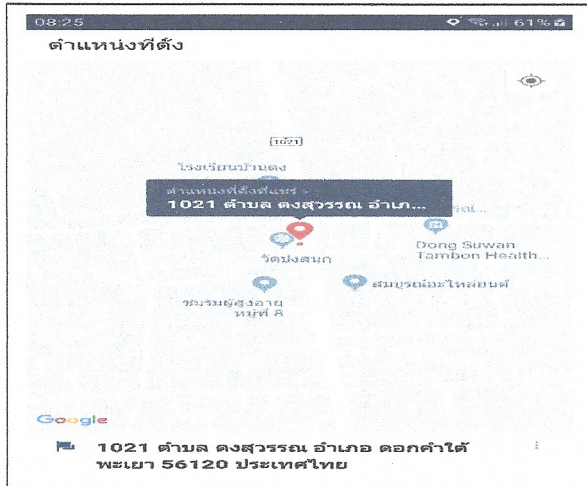 08:25
61%
ตำแหน่งที่ตั้ง
1021
โรงเรียนบ้านดง
ตำแหน่งที่ตั้งที่แชร์
1021 ตำบล ดงสุวรรณ อำเภ...
วัดปงสนุก
Dong Suwan
Tambon Health...
สมบูรณ์อะไหล่ยนต์
ชมรมผู้สูงอายุ
หมู่ที่ 8
Google
1021 ตำบล ดงสุวรรณ อำเภอ ดอกคำใต้
พะเยา 56120 ประเทศไทย